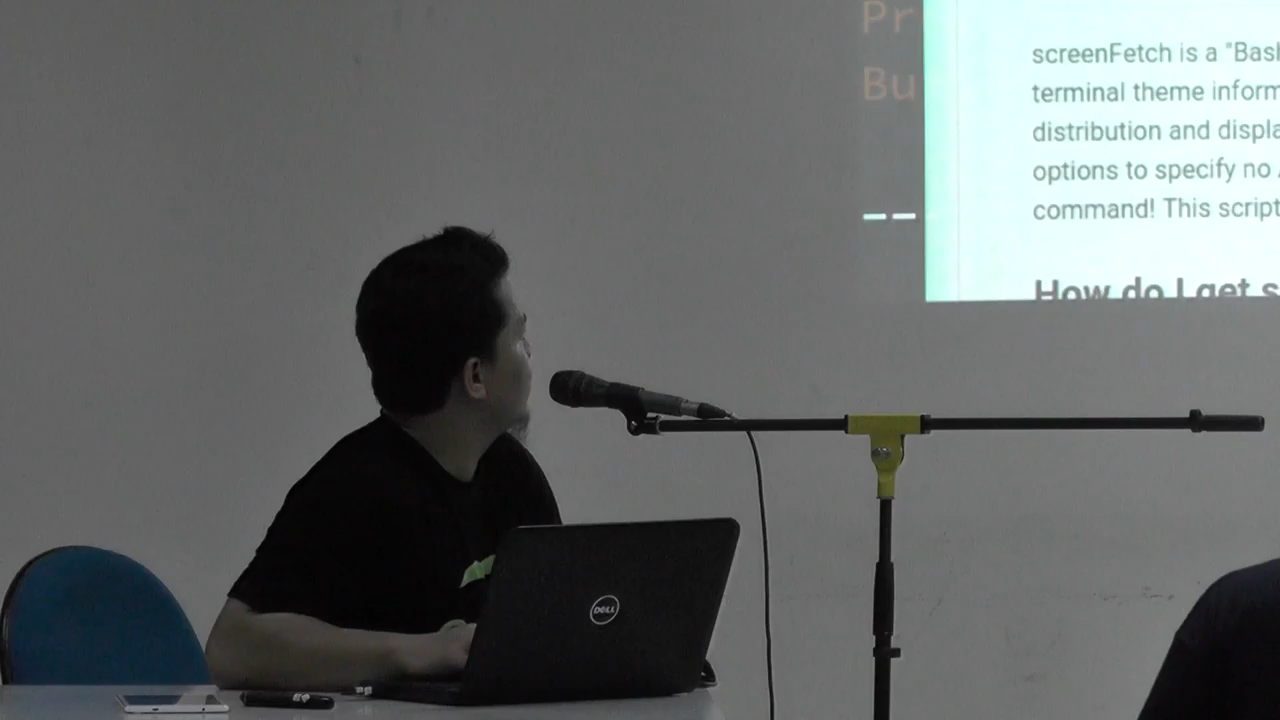 Pr
Bu
--
screenFetch is a "Bash
terminal theme inform
distribution and displa
options to specify no
command! This script
How do I get s
DELL